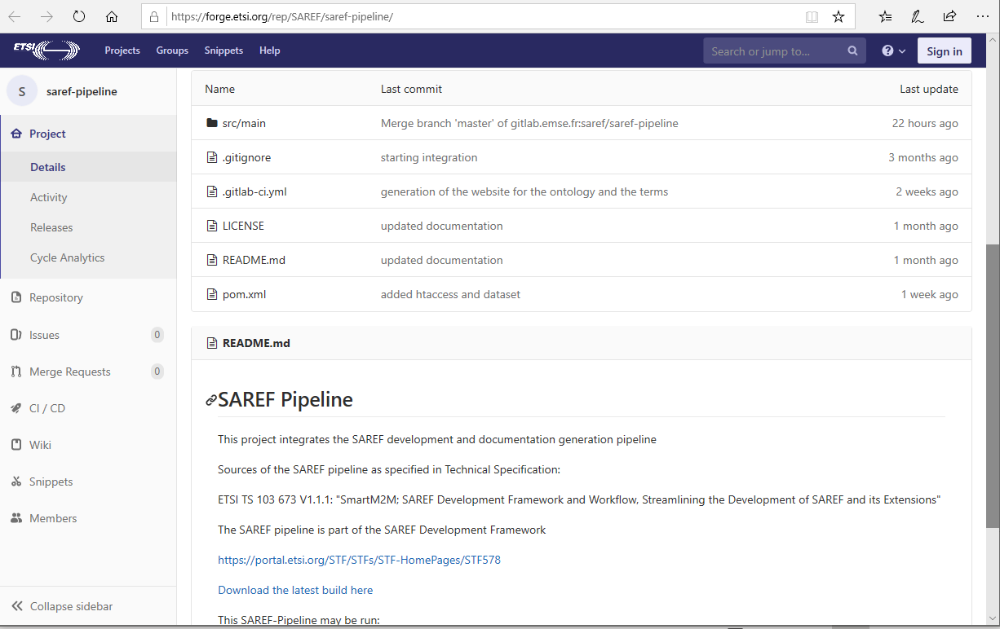 https://forge.etsi.org/rep/SAREF/saref-pipeline/
ETSI Projects Groups Snippets Help Search or jump to... Sign in
S saref-pipeline
Project
Details
Activity
Releases
Cycle Analytics
Repository
Issues 0
Merge Requests 0
CI / CD
Wiki
Snippets
Members
Collapse sidebar
Name Last commit Last update
src/main Merge branch 'master' of gitlab.emse.fr:saref/saref-pipeline 22 hours ago
.gitignore starting integration 3 months ago
.gitlab-ci.yml generation of the website for the ontology and the terms 2 weeks ago
LICENSE updated documentation 1 month ago
README.md updated documentation 1 month ago
pom.xml added htaccess and dataset 1 week ago
README.md
SAREF Pipeline
This project integrates the SAREF development and documentation generation pipeline
Sources of the SAREF pipeline as specified in Technical Specification:
ETSI TS 103 673 V1.1.1: "SmartM2M; SAREF Development Framework and Workflow, Streamlining the Development of SAREF and its Extensions"
The SAREF pipeline is part of the SAREF Development Framework
https://portal.etsi.org/STF/STFs/STF-HomePages/STF578
Download the latest build here
This SAREF-Pipeline may be run: